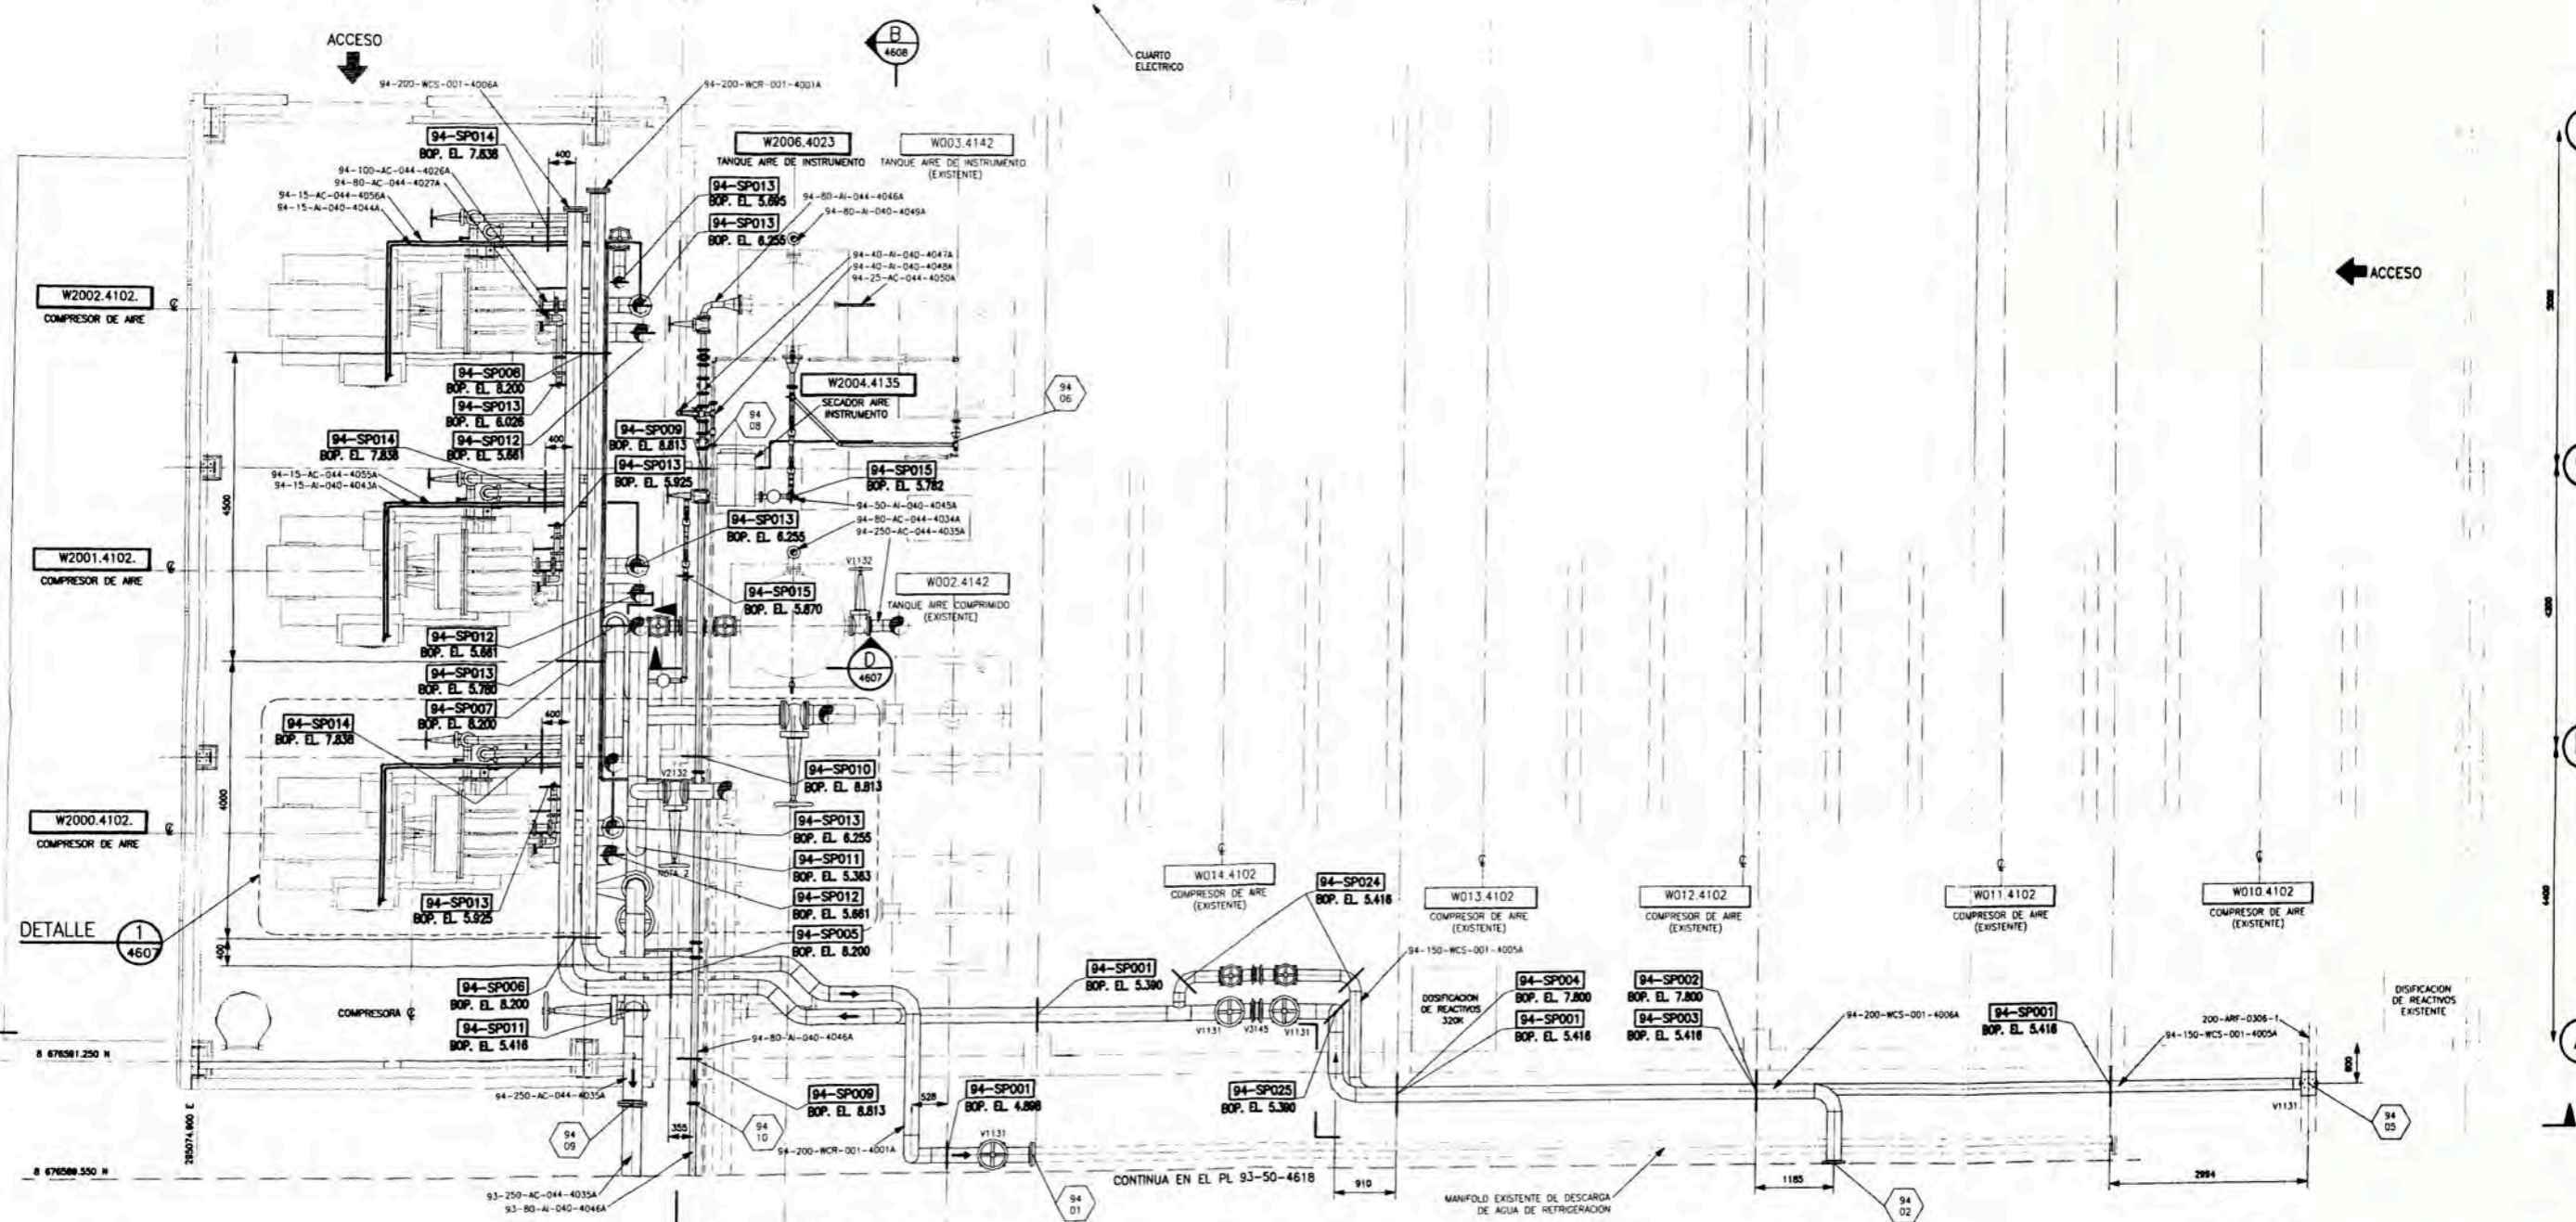 ACCESO
B
4608
CUARTO
ELECTRICO
94-200-WCS-001-4006A
94-200-WCR-001-4001A
94-SP014
BOP. EL 7.838
400
W2006.4023
TANQUE AIRE DE INSTRUMENTO
W003.4142
TANQUE AIRE DE INSTRUMENTO
(EXISTENTE)
94-100-AC-044-4026A
94-80-AC-044-4027A
94-15-AC-044-4056A
94-15-AI-040-4044A
94-SP013
BOP. EL 5.695
94-SP013
BOP. EL 6.255
94-80-AI-044-4046A
94-80-AI-040-4049A
94-40-AI-040-4047A
94-40-AI-040-4048A
94-25-AC-044-4050A
ACCESO
W2002.4102.
COMPRESOR DE AIRE
94-SP008
BOP. EL 8.200
94-SP013
BOP. EL 6.026
94-SP012
BOP. EL 5.661
W2004.4135
SECADOR AIRE
INSTRUMENTO
94
06
94
08
94-SP009
BOP. EL 8.813
94-SP014
BOP. EL 7.838
400
94-SP013
BOP. EL 5.925
94-15-AC-044-4055A
94-15-AI-040-4043A
94-SP015
BOP. EL 5.782
94-50-AI-040-4045A
94-80-AC-044-4034A
94-250-AC-044-4035A
4500
94-SP013
BOP. EL 6.255
W2001.4102.
COMPRESOR DE AIRE
V1132
W002.4142
TANQUE AIRE COMPRIMIDO
(EXISTENTE)
94-SP015
BOP. EL 5.870
94-SP012
BOP. EL 5.661
94-SP013
BOP. EL 5.780
94-SP007
BOP. EL 8.200
D
4607
94-SP014
BOP. EL 7.838
400
V2132
94-SP010
BOP. EL 8.813
4000
W2000.4102.
COMPRESOR DE AIRE
94-SP013
BOP. EL 6.255
94-SP011
BOP. EL 5.363
NOTA 2
94-SP012
BOP. EL 5.661
94-SP013
BOP. EL 5.925
94-SP005
BOP. EL 8.200
DETALLE
1
4607
400
W014.4102
COMPRESOR DE AIRE
(EXISTENTE)
94-SP024
BOP. EL 5.416
W013.4102
COMPRESOR DE AIRE
(EXISTENTE)
W012.4102
COMPRESOR DE AIRE
(EXISTENTE)
W011.4102
COMPRESOR DE AIRE
(EXISTENTE)
W010.4102
COMPRESOR DE AIRE
(EXISTENTE)
4400
94-150-WCS-001-4005A
94-SP006
BOP. EL 8.200
COMPRESORA
94-SP011
BOP. EL 5.416
94-SP001
BOP. EL 5.390
V1131
V3145
V1131
DOSIFICACION
DE REACTIVOS
320K
94-SP004
BOP. EL 7.800
94-SP001
BOP. EL 5.416
94-SP002
BOP. EL 7.800
94-SP003
BOP. EL 5.416
94-200-WCS-001-4006A
94-SP001
BOP. EL 5.416
200-ARF-0306-1
94-150-WCS-001-4005A
DISIFICACION
DE REACTIVOS
EXISTENTE
8 676591.250 N
94-80-AI-040-4046A
94-250-AC-044-4035A
94-SP009
BOP. EL 8.813
528
94-SP001
BOP. EL 4.898
94-SP025
BOP. EL 5.390
V1131
94
05
295074.800 E
94
09
355
94
10
94-200-WCR-001-4001A
V1131
8 676589.550 N
93-250-AC-044-4035A
93-80-AI-040-4046A
94
01
CONTINUA EN EL PL 93-50-4618
910
MANIFOLD EXISTENTE DE DESCARGA
DE AGUA DE REFRIGERACION
1185
94
02
2994